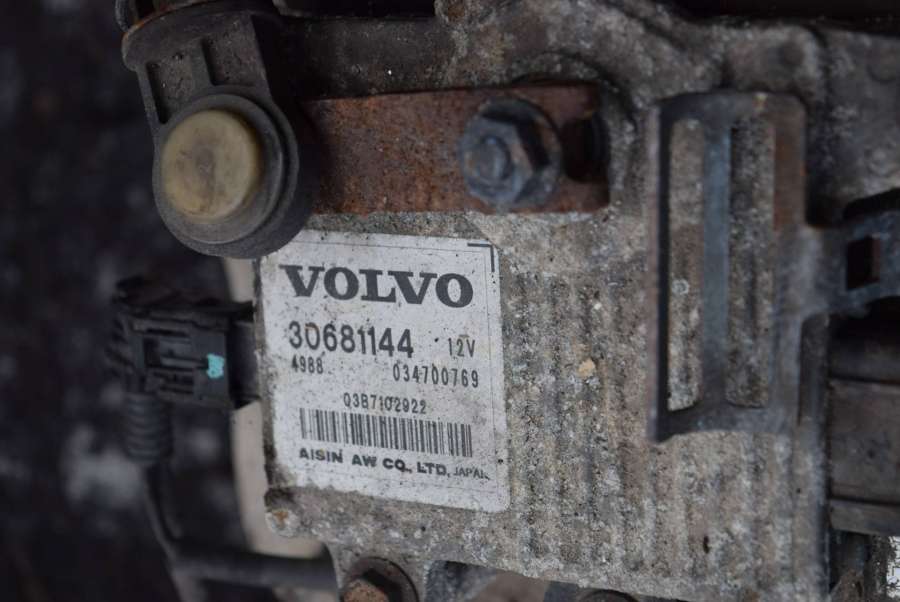 VOLVO
30681144 12V
4988 034700769
Q3B7102922
AISIN AW CO., LTD, JAPAN